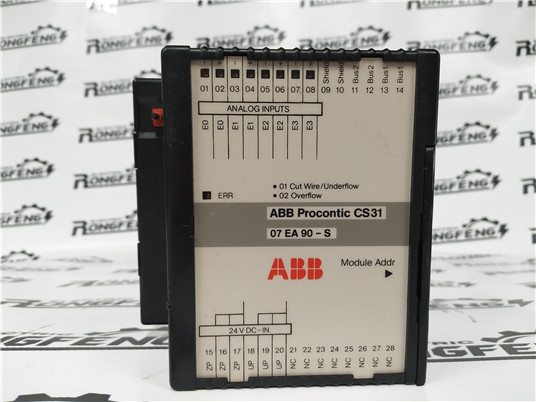 RONGFENG
- + - + - + - +
01 02 03 04 05 06 07 08 09 10 11 12 13 14
Shield Shield Bus2 Bus2 Bus1 Bus1
ANALOG INPUTS
E0 E0 E1 E1 E2 E2 E3 E3
• 01 Cut Wire/Underflow
ERR • 02 Overflow
ABB Procontic CS31
07 EA 90 - S
ABB
Module Addr
24 V DC-IN
15 16 17 18 19 20 21 22 23 24 25 26 27 28
ZP ZP ZP UP UP UP NC NC NC NC NC NC NC NC